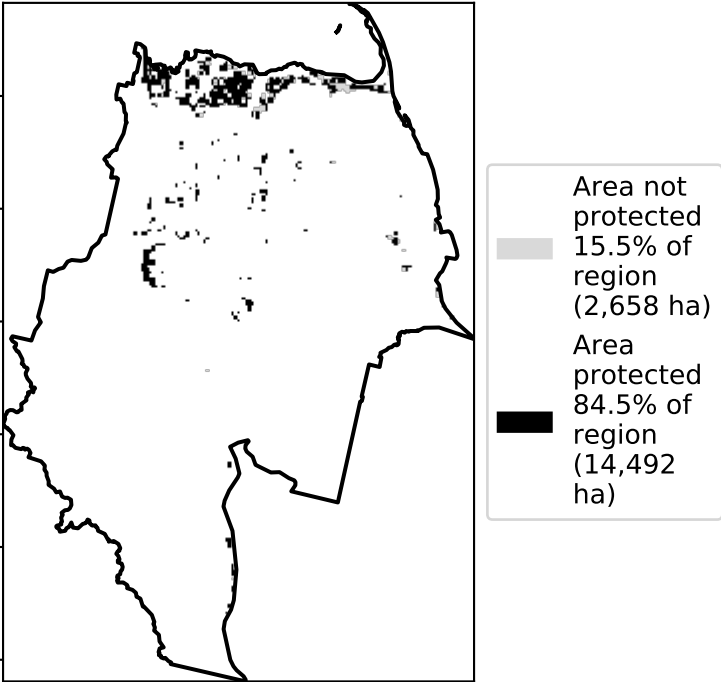 Area not
protected
15.5% of
region
(2,658 ha)
Area
protected
84.5% of
region
(14,492
ha)